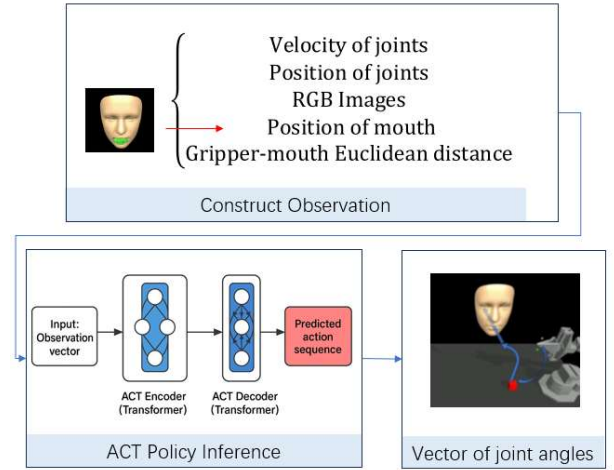 Velocity of joints
Position of joints
RGB Images
Position of mouth
Gripper-mouth Euclidean distance
Construct Observation
Input:
Observation
vector
ACT Encoder
(Transformer)
ACT Decoder
(Transformer)
Predicted
action
sequence
ACT Policy Inference
Vector of joint angles